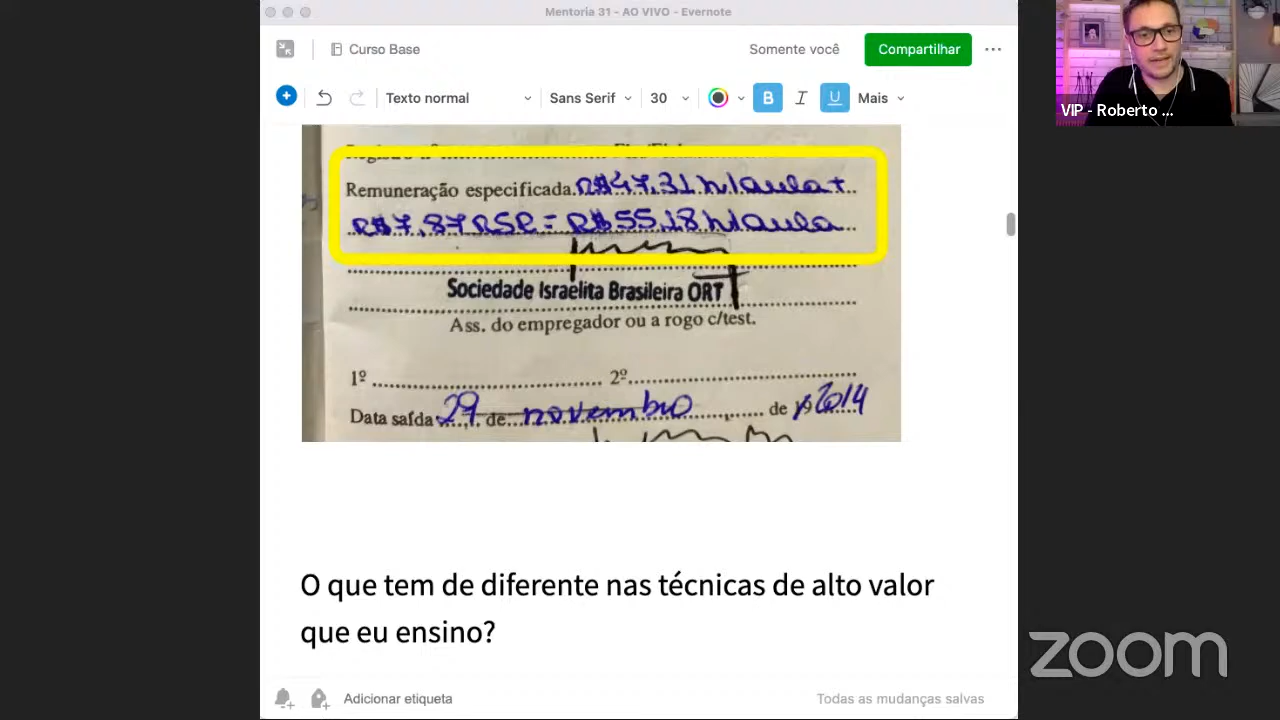 Mentoria 31 - AO VIVO - Evernote
Curso Base
Somente você
Compartilhar
Texto normal
Sans Serif
30
B
I
U
Mais
VIP - Roberto ...
Remuneração especificada R$47,31 h/aula +
R$7,87 RSR = R$55,18 h/aula
Sociedade Israelita Brasileira ORT
Ass. do empregador ou a rogo c/test.
1º 2º
Data saída 29 de novembro de 19 2014
O que tem de diferente nas técnicas de alto valor
que eu ensino?
Adicionar etiqueta
Todas as mudanças salvas
zoom